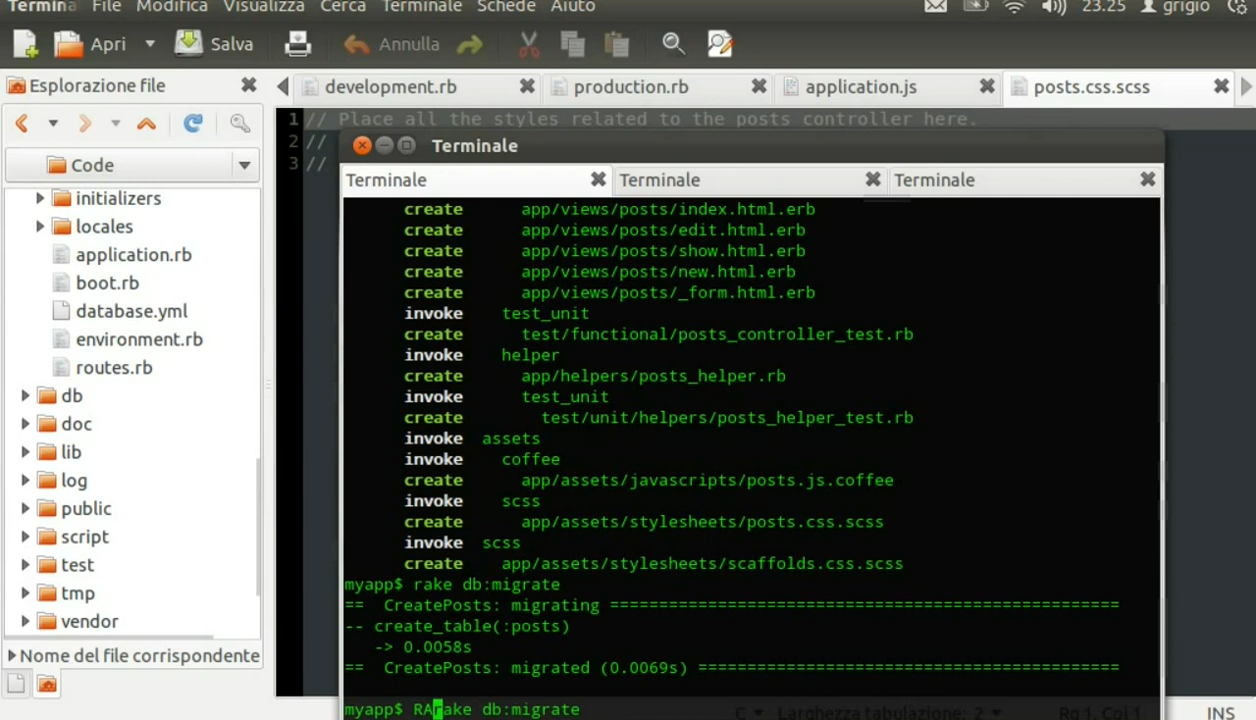 Terminale File Modifica Visualizza Cerca Terminale Schede Aiuto 23.25 grigio
Apri Salva Annulla
Esplorazione file
development.rb production.rb application.js posts.css.scss
Code
initializers
locales
application.rb
boot.rb
database.yml
environment.rb
routes.rb
db
doc
lib
log
public
script
test
tmp
vendor
Nome del file corrispondente
1 // Place all the styles related to the posts controller here.
2 //
3 //
Terminale
Terminale Terminale Terminale
create app/views/posts/index.html.erb
create app/views/posts/edit.html.erb
create app/views/posts/show.html.erb
create app/views/posts/new.html.erb
create app/views/posts/_form.html.erb
invoke test_unit
create test/functional/posts_controller_test.rb
invoke helper
create app/helpers/posts_helper.rb
invoke test_unit
create test/unit/helpers/posts_helper_test.rb
invoke assets
invoke coffee
create app/assets/javascripts/posts.js.coffee
invoke scss
create app/assets/stylesheets/posts.css.scss
invoke scss
create app/assets/stylesheets/scaffolds.css.scss
myapp$ rake db:migrate
== CreatePosts: migrating ====================================================
-- create_table(:posts)
-> 0.0058s
== CreatePosts: migrated (0.0069s) ===========================================
myapp$ RArake db:migrate
C Larghezza tabulazione: 2 Rg 1, Col 1 INS